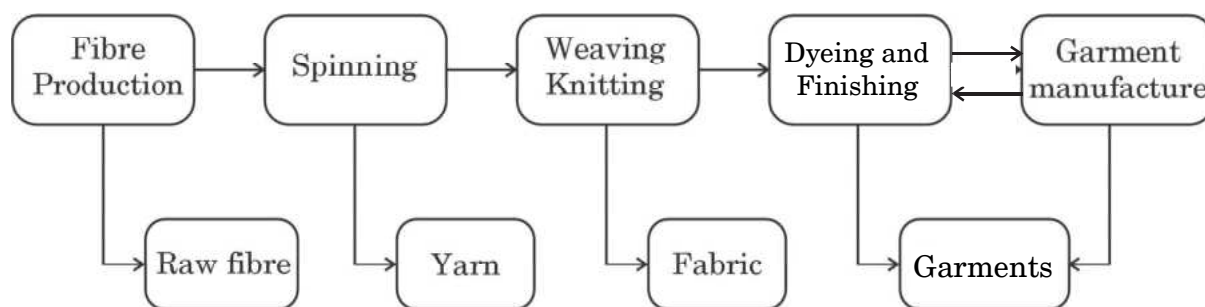 Fibre
Production
Spinning
Weaving
Knitting
Dyeing and
Finishing
Garment
manufacture
Raw fibre
Yarn
Fabric
Garments